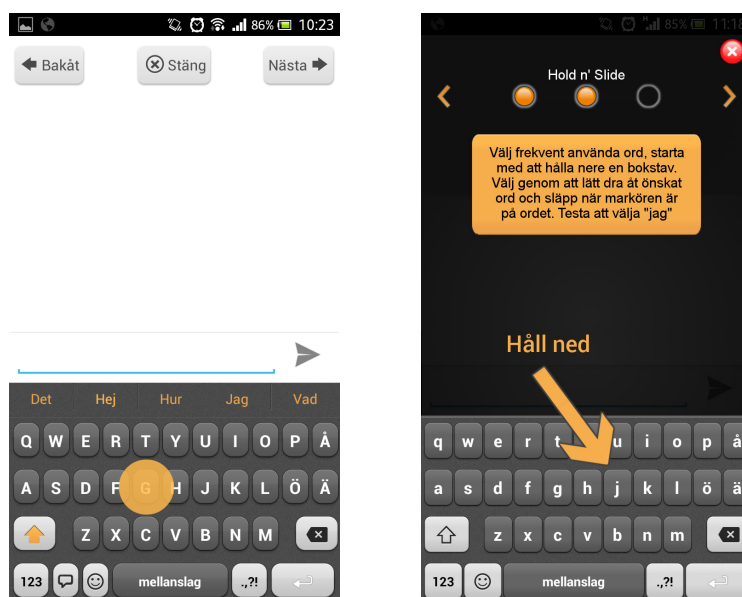 86% 10:23
Bakåt
Stäng
Nästa
Det Hej Hur Jag Vad
Q W E R T Y U I O P Å
A S D F G H J K L Ö Ä
Z X C V B N M
123 mellanslag .,?!
H 85% 11:18
Hold n' Slide
Välj frekvent använda ord, starta
med att hålla nere en bokstav.
Välj genom att lätt dra åt önskat
ord och släpp när markören är
på ordet. Testa att välja "jag"
Håll ned
q w e r t u i o p å
a s d f g h j k l ö ä
z x c v b n m
123 mellanslag .,?!